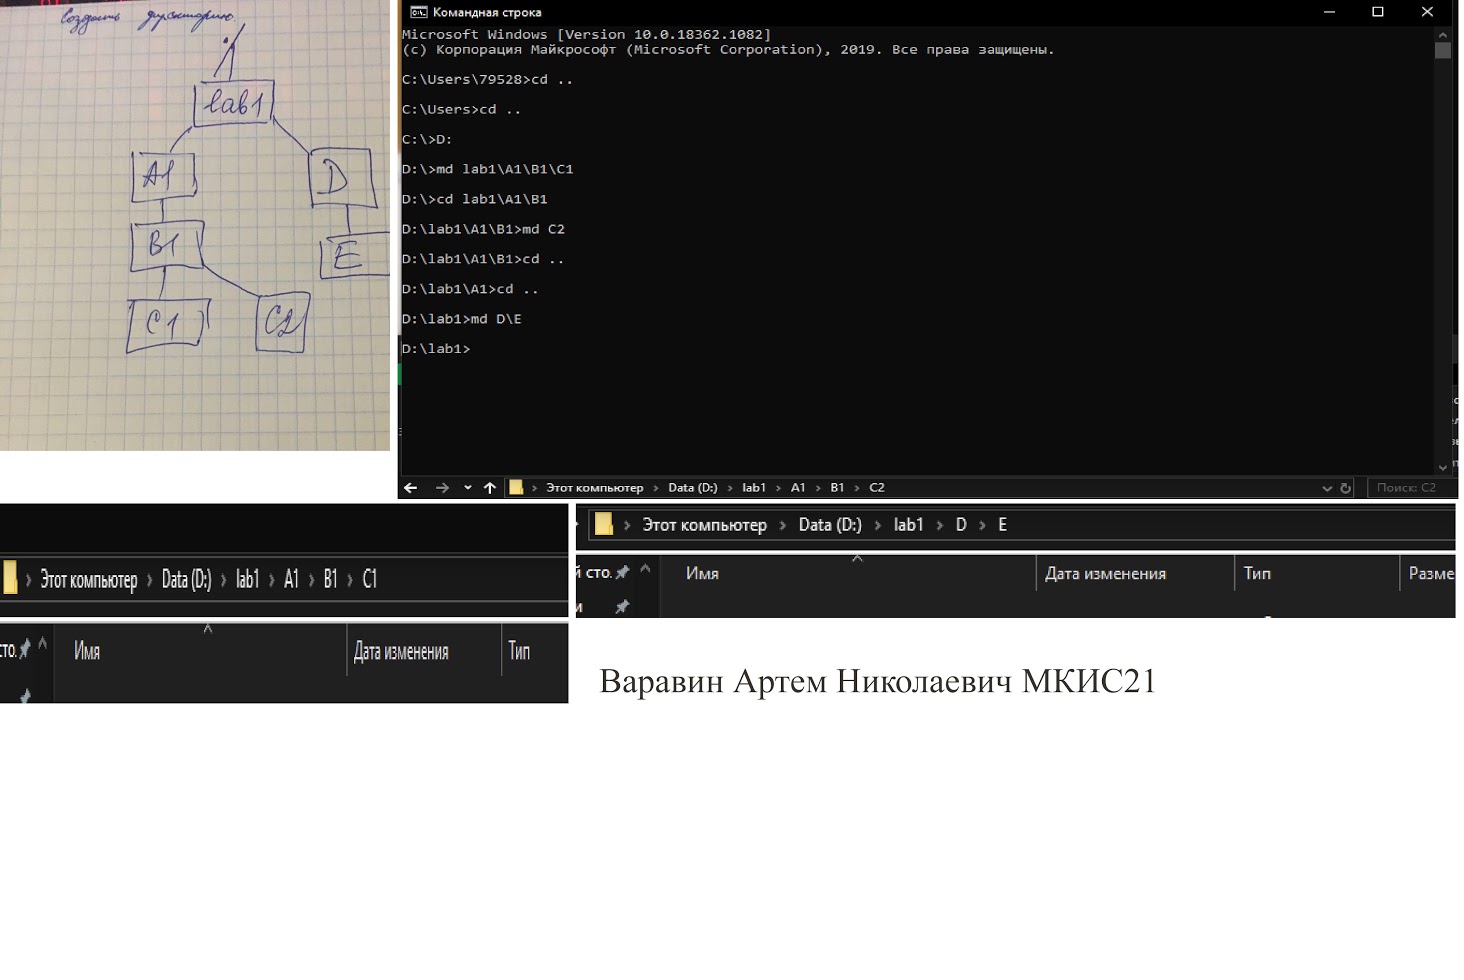 Создать директорию.
lab1
A1
D
B1
E
C1
C2
Командная строка
Microsoft Windows [Version 10.0.18362.1082]
(c) Корпорация Майкрософт (Microsoft Corporation), 2019. Все права защищены.
C:\Users\79528>cd ..
C:\Users>cd ..
C:\>D:
D:\>md lab1\A1\B1\C1
D:\>cd lab1\A1\B1
D:\lab1\A1\B1>md C2
D:\lab1\A1\B1>cd ..
D:\lab1\A1>cd ..
D:\lab1>md D\E
D:\lab1>
Этот компьютер > Data (D:) > lab1 > A1 > B1 > C2
Поиск: C2
Этот компьютер > Data (D:) > lab1 > D > E
й сто.
Имя
Дата изменения
Тип
Разме
Этот компьютер > Data (D:) > lab1 > A1 > B1 > C1
сто.
Имя
Дата изменения
Тип
Варавин Артем Николаевич МКИС21